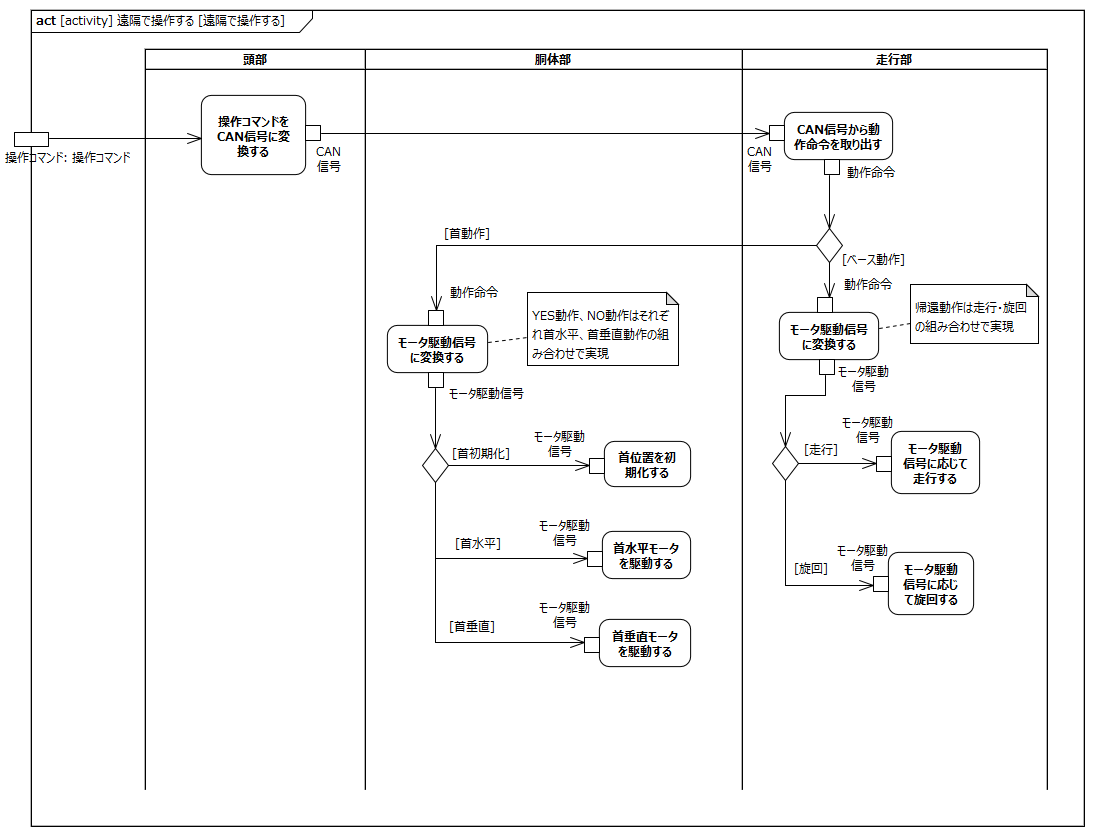 act [activity] 遠隔で操作する [遠隔で操作する]
頭部
胴体部
走行部
操作コマンド: 操作コマンド
操作コマンドを
CAN信号に変
換する
CAN
信号
CAN
信号
CAN信号から動
作命令を取り出す
動作命令
[首動作]
[ベース動作]
動作命令
モータ駆動信号
に変換する
YES動作、NO動作はそれぞ
れ首水平、首垂直動作の組
み合わせで実現
モータ駆動信号
動作命令
モータ駆動信号
に変換する
帰還動作は走行・旋回
の組み合わせで実現
モータ駆動
信号
[首初期化]
モータ駆動
信号
首位置を初
期化する
[走行]
モータ駆動
信号
モータ駆動
信号に応じて
走行する
[首水平]
モータ駆動
信号
首水平モータ
を駆動する
[旋回]
モータ駆動
信号
モータ駆動
信号に応じ
て旋回する
[首垂直]
モータ駆動
信号
首垂直モータ
を駆動する